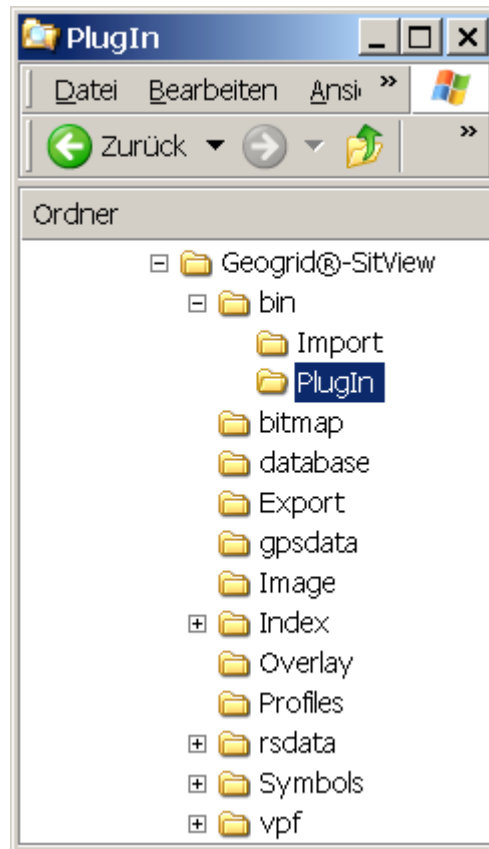 PlugIn
Datei Bearbeiten Ansi »
Zurück »
Ordner
Geogrid®-SitView
bin
Import
PlugIn
bitmap
database
Export
gpsdata
Image
Index
Overlay
Profiles
rsdata
Symbols
vpf